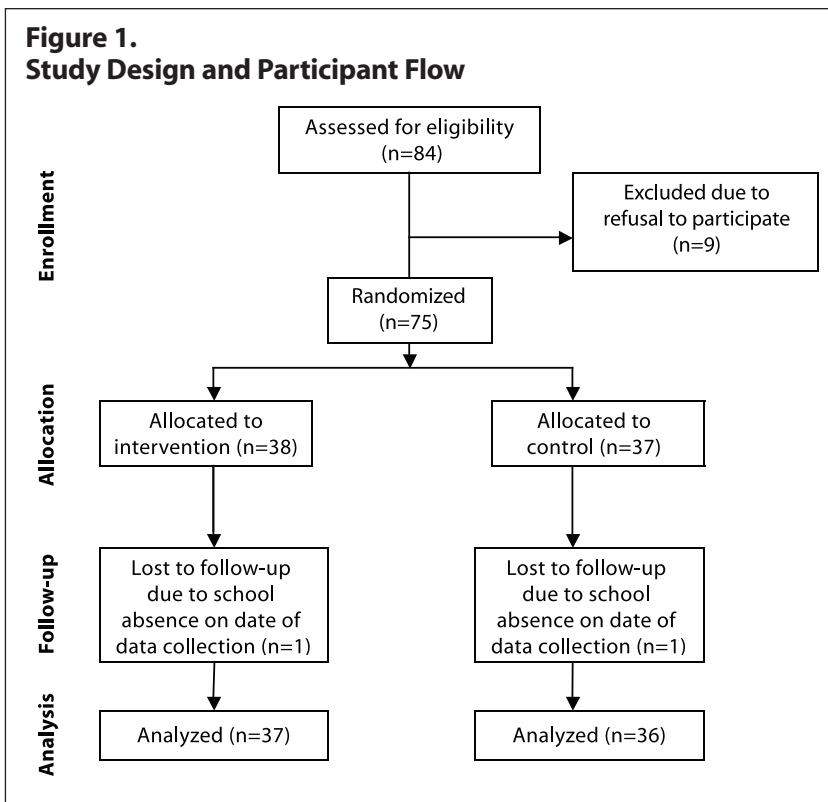 Figure 1.
Study Design and Participant Flow
Enrollment
Assessed for eligibility
(n=84)
Excluded due to
refusal to participate
(n=9)
Randomized
(n=75)
Allocation
Allocated to
intervention (n=38)
Allocated to
control (n=37)
Follow-up
Lost to follow-up
due to school
absence on date of
data collection (n=1)
Lost to follow-up
due to school
absence on date of
data collection (n=1)
Analysis
Analyzed (n=37)
Analyzed (n=36)